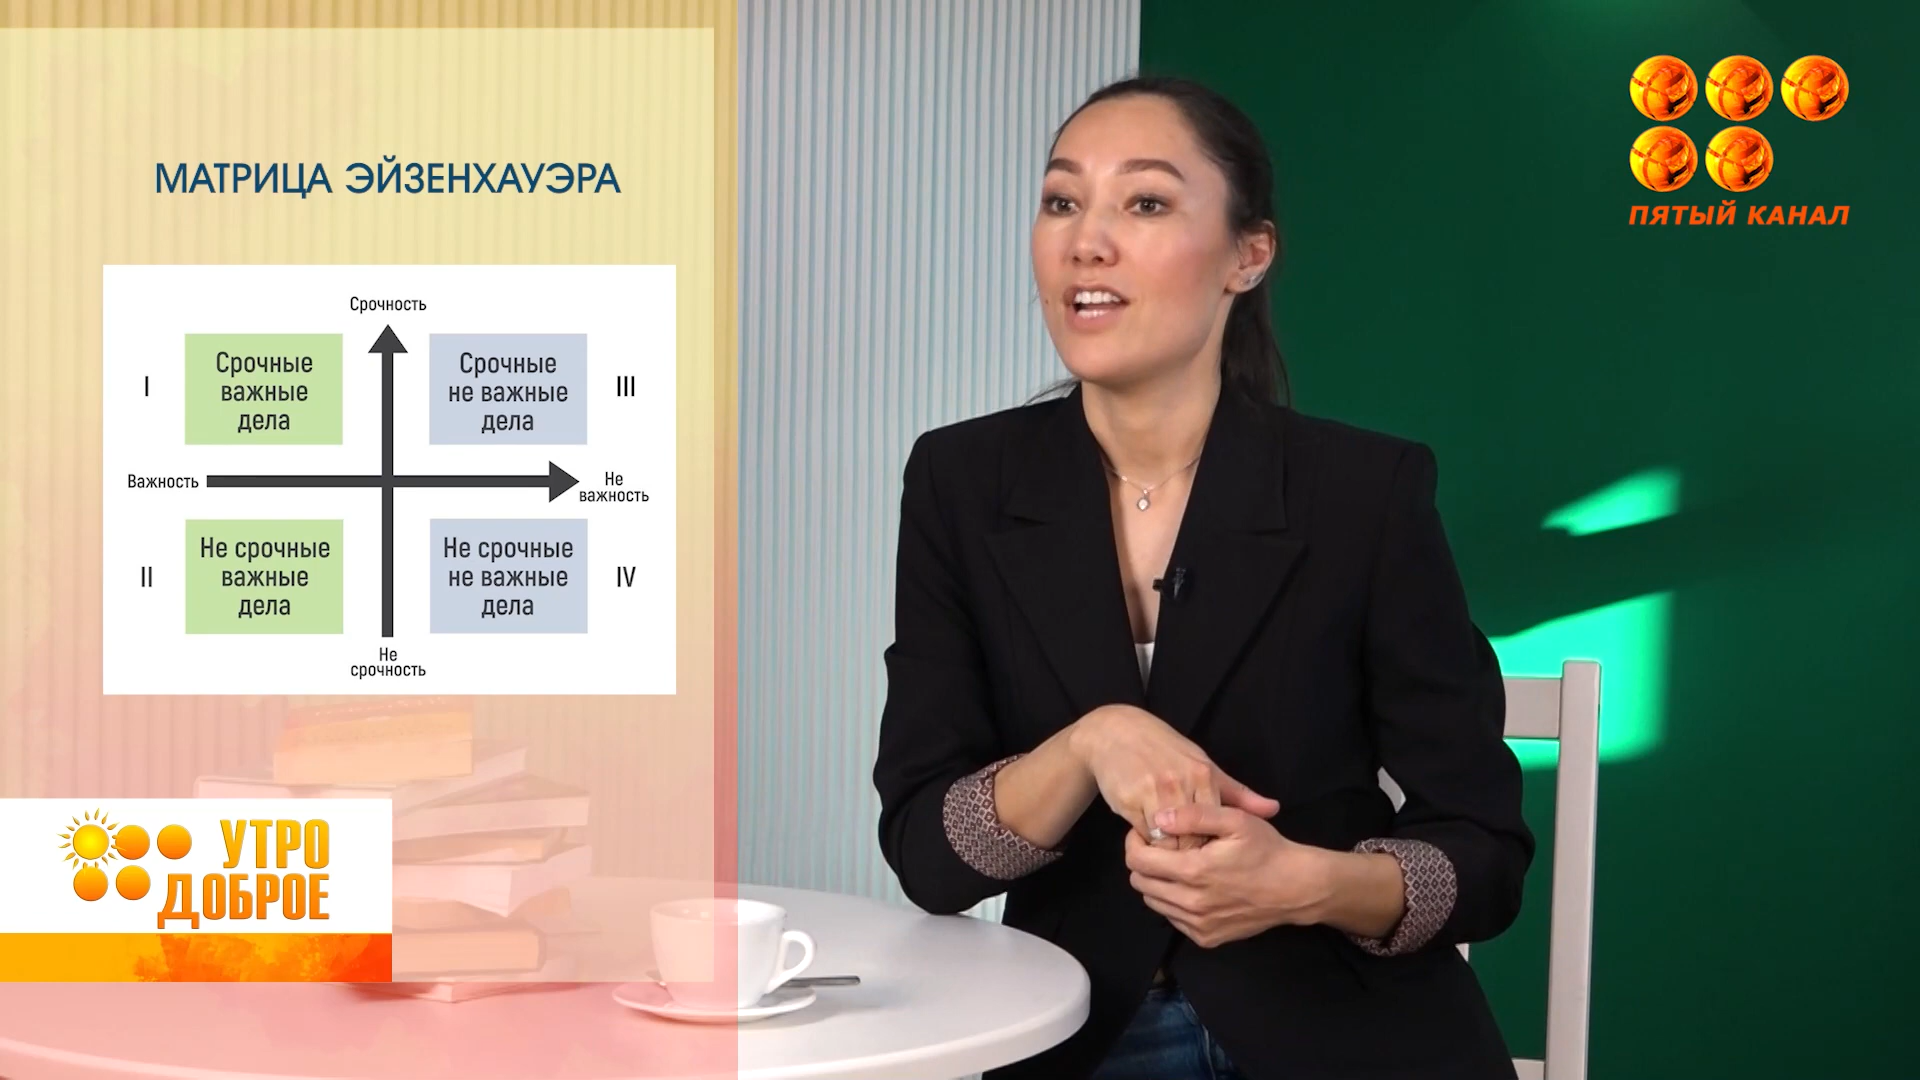 МАТРИЦА ЭЙЗЕНХАУЭРА
Срочность
I
Срочные
важные
дела
Срочные
не важные
дела
III
Важность
Не
важность
II
Не срочные
важные
дела
Не срочные
не важные
дела
IV
Не
срочность
УТРО
ДОБРОЕ
ПЯТЫЙ КАНАЛ